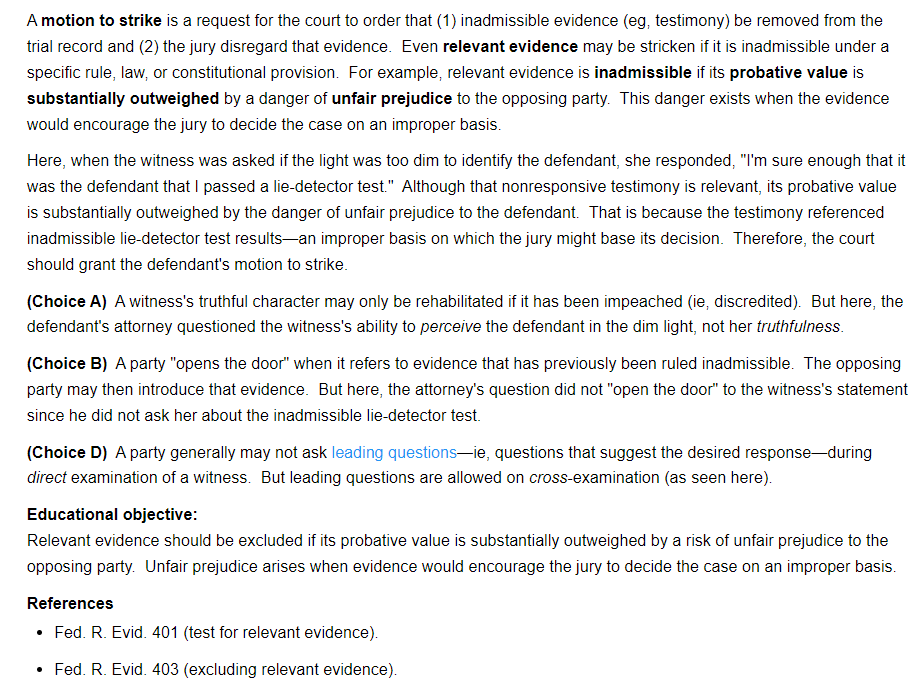 A motion to strike is a request for the court to order that (1) inadmissible evidence (eg, testimony) be removed from the
trial record and (2) the jury disregard that evidence.  Even relevant evidence may be stricken if it is inadmissible under a
specific rule, law, or constitutional provision.  For example, relevant evidence is inadmissible if its probative value is
substantially outweighed by a danger of unfair prejudice to the opposing party.  This danger exists when the evidence
would encourage the jury to decide the case on an improper basis.
Here, when the witness was asked if the light was too dim to identify the defendant, she responded, "I'm sure enough that it
was the defendant that I passed a lie-detector test."  Although that nonresponsive testimony is relevant, its probative value
is substantially outweighed by the danger of unfair prejudice to the defendant.  That is because the testimony referenced
inadmissible lie-detector test results—an improper basis on which the jury might base its decision.  Therefore, the court
should grant the defendant's motion to strike.
(Choice A)  A witness's truthful character may only be rehabilitated if it has been impeached (ie, discredited).  But here, the
defendant's attorney questioned the witness's ability to perceive the defendant in the dim light, not her truthfulness.
(Choice B)  A party "opens the door" when it refers to evidence that has previously been ruled inadmissible.  The opposing
party may then introduce that evidence.  But here, the attorney's question did not "open the door" to the witness's statement
since he did not ask her about the inadmissible lie-detector test.
(Choice D)  A party generally may not ask leading questions—ie, questions that suggest the desired response—during
direct examination of a witness.  But leading questions are allowed on cross-examination (as seen here).
Educational objective:
Relevant evidence should be excluded if its probative value is substantially outweighed by a risk of unfair prejudice to the
opposing party.  Unfair prejudice arises when evidence would encourage the jury to decide the case on an improper basis.
References
• Fed. R. Evid. 401 (test for relevant evidence).
• Fed. R. Evid. 403 (excluding relevant evidence).